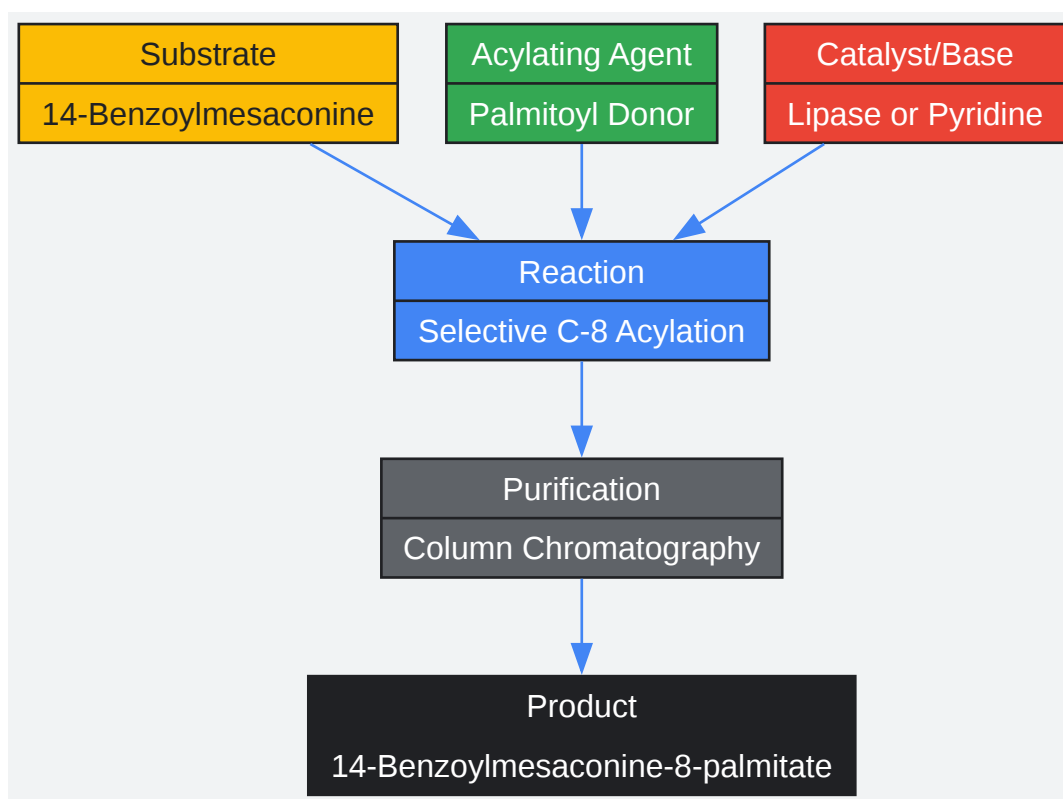 Substrate
14-Benzoylmesaconine
Acylating Agent
Palmitoyl Donor
Catalyst/Base
Lipase or Pyridine
Reaction
Selective C-8 Acylation
Purification
Column Chromatography
Product
14-Benzoylmesaconine-8-palmitate